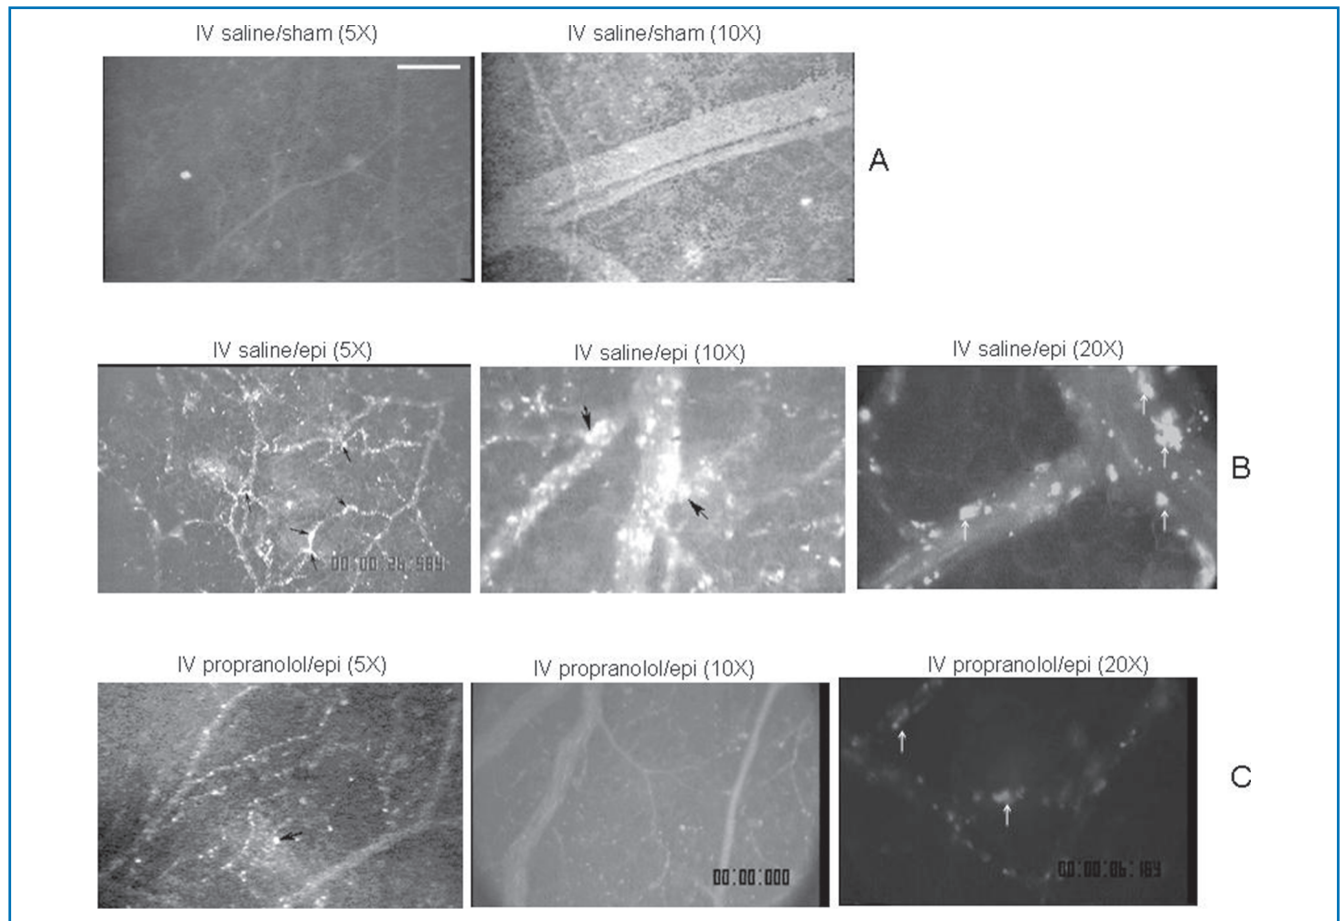 IV saline/sham (5X)
IV saline/sham (10X)
A
IV saline/epi (5X)
IV saline/epi (10X)
IV saline/epi (20X)
00:00:26:584
B
IV propranolol/epi (5X)
IV propranolol/epi (10X)
IV propranolol/epi (20X)
00:00:000
00:00:06:184
C